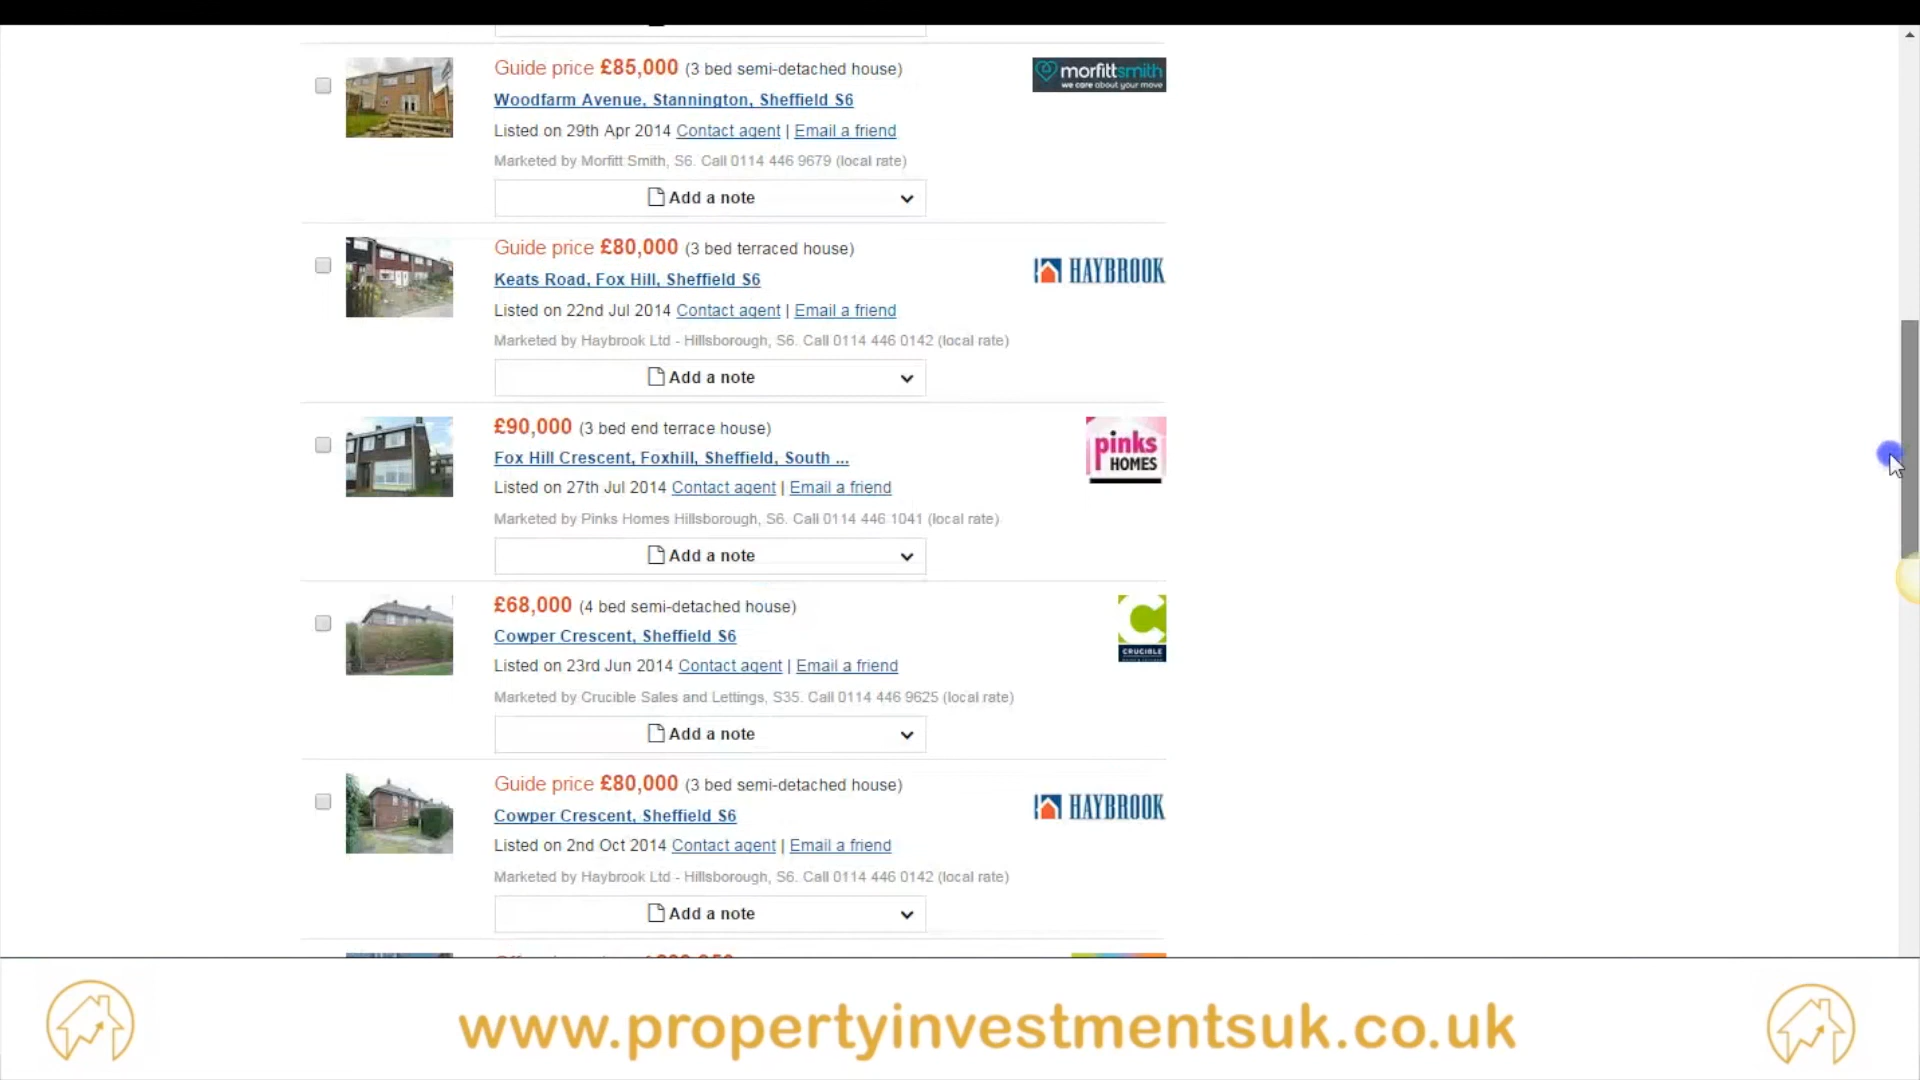 Guide price £85,000 (3 bed semi-detached house)
morfittsmith
we care about your move
Woodfarm Avenue, Stannington, Sheffield S6
Listed on 29th Apr 2014 Contact agent | Email a friend
Marketed by Morfitt Smith, S6. Call 0114 446 9679 (local rate)
Add a note
Guide price £80,000 (3 bed terraced house)
HAYBROOK
Keats Road, Fox Hill, Sheffield S6
Listed on 22nd Jul 2014 Contact agent | Email a friend
Marketed by Haybrook Ltd - Hillsborough, S6. Call 0114 446 0142 (local rate)
Add a note
£90,000 (3 bed end terrace house)
pinks
HOMES
Fox Hill Crescent, Foxhill, Sheffield, South ...
Listed on 27th Jul 2014 Contact agent | Email a friend
Marketed by Pinks Homes Hillsborough, S6. Call 0114 446 1041 (local rate)
Add a note
£68,000 (4 bed semi-detached house)
CRUCIBLE
Cowper Crescent, Sheffield S6
Listed on 23rd Jun 2014 Contact agent | Email a friend
Marketed by Crucible Sales and Lettings, S35. Call 0114 446 9625 (local rate)
Add a note
Guide price £80,000 (3 bed semi-detached house)
HAYBROOK
Cowper Crescent, Sheffield S6
Listed on 2nd Oct 2014 Contact agent | Email a friend
Marketed by Haybrook Ltd - Hillsborough, S6. Call 0114 446 0142 (local rate)
Add a note
www.propertyinvestmentsuk.co.uk